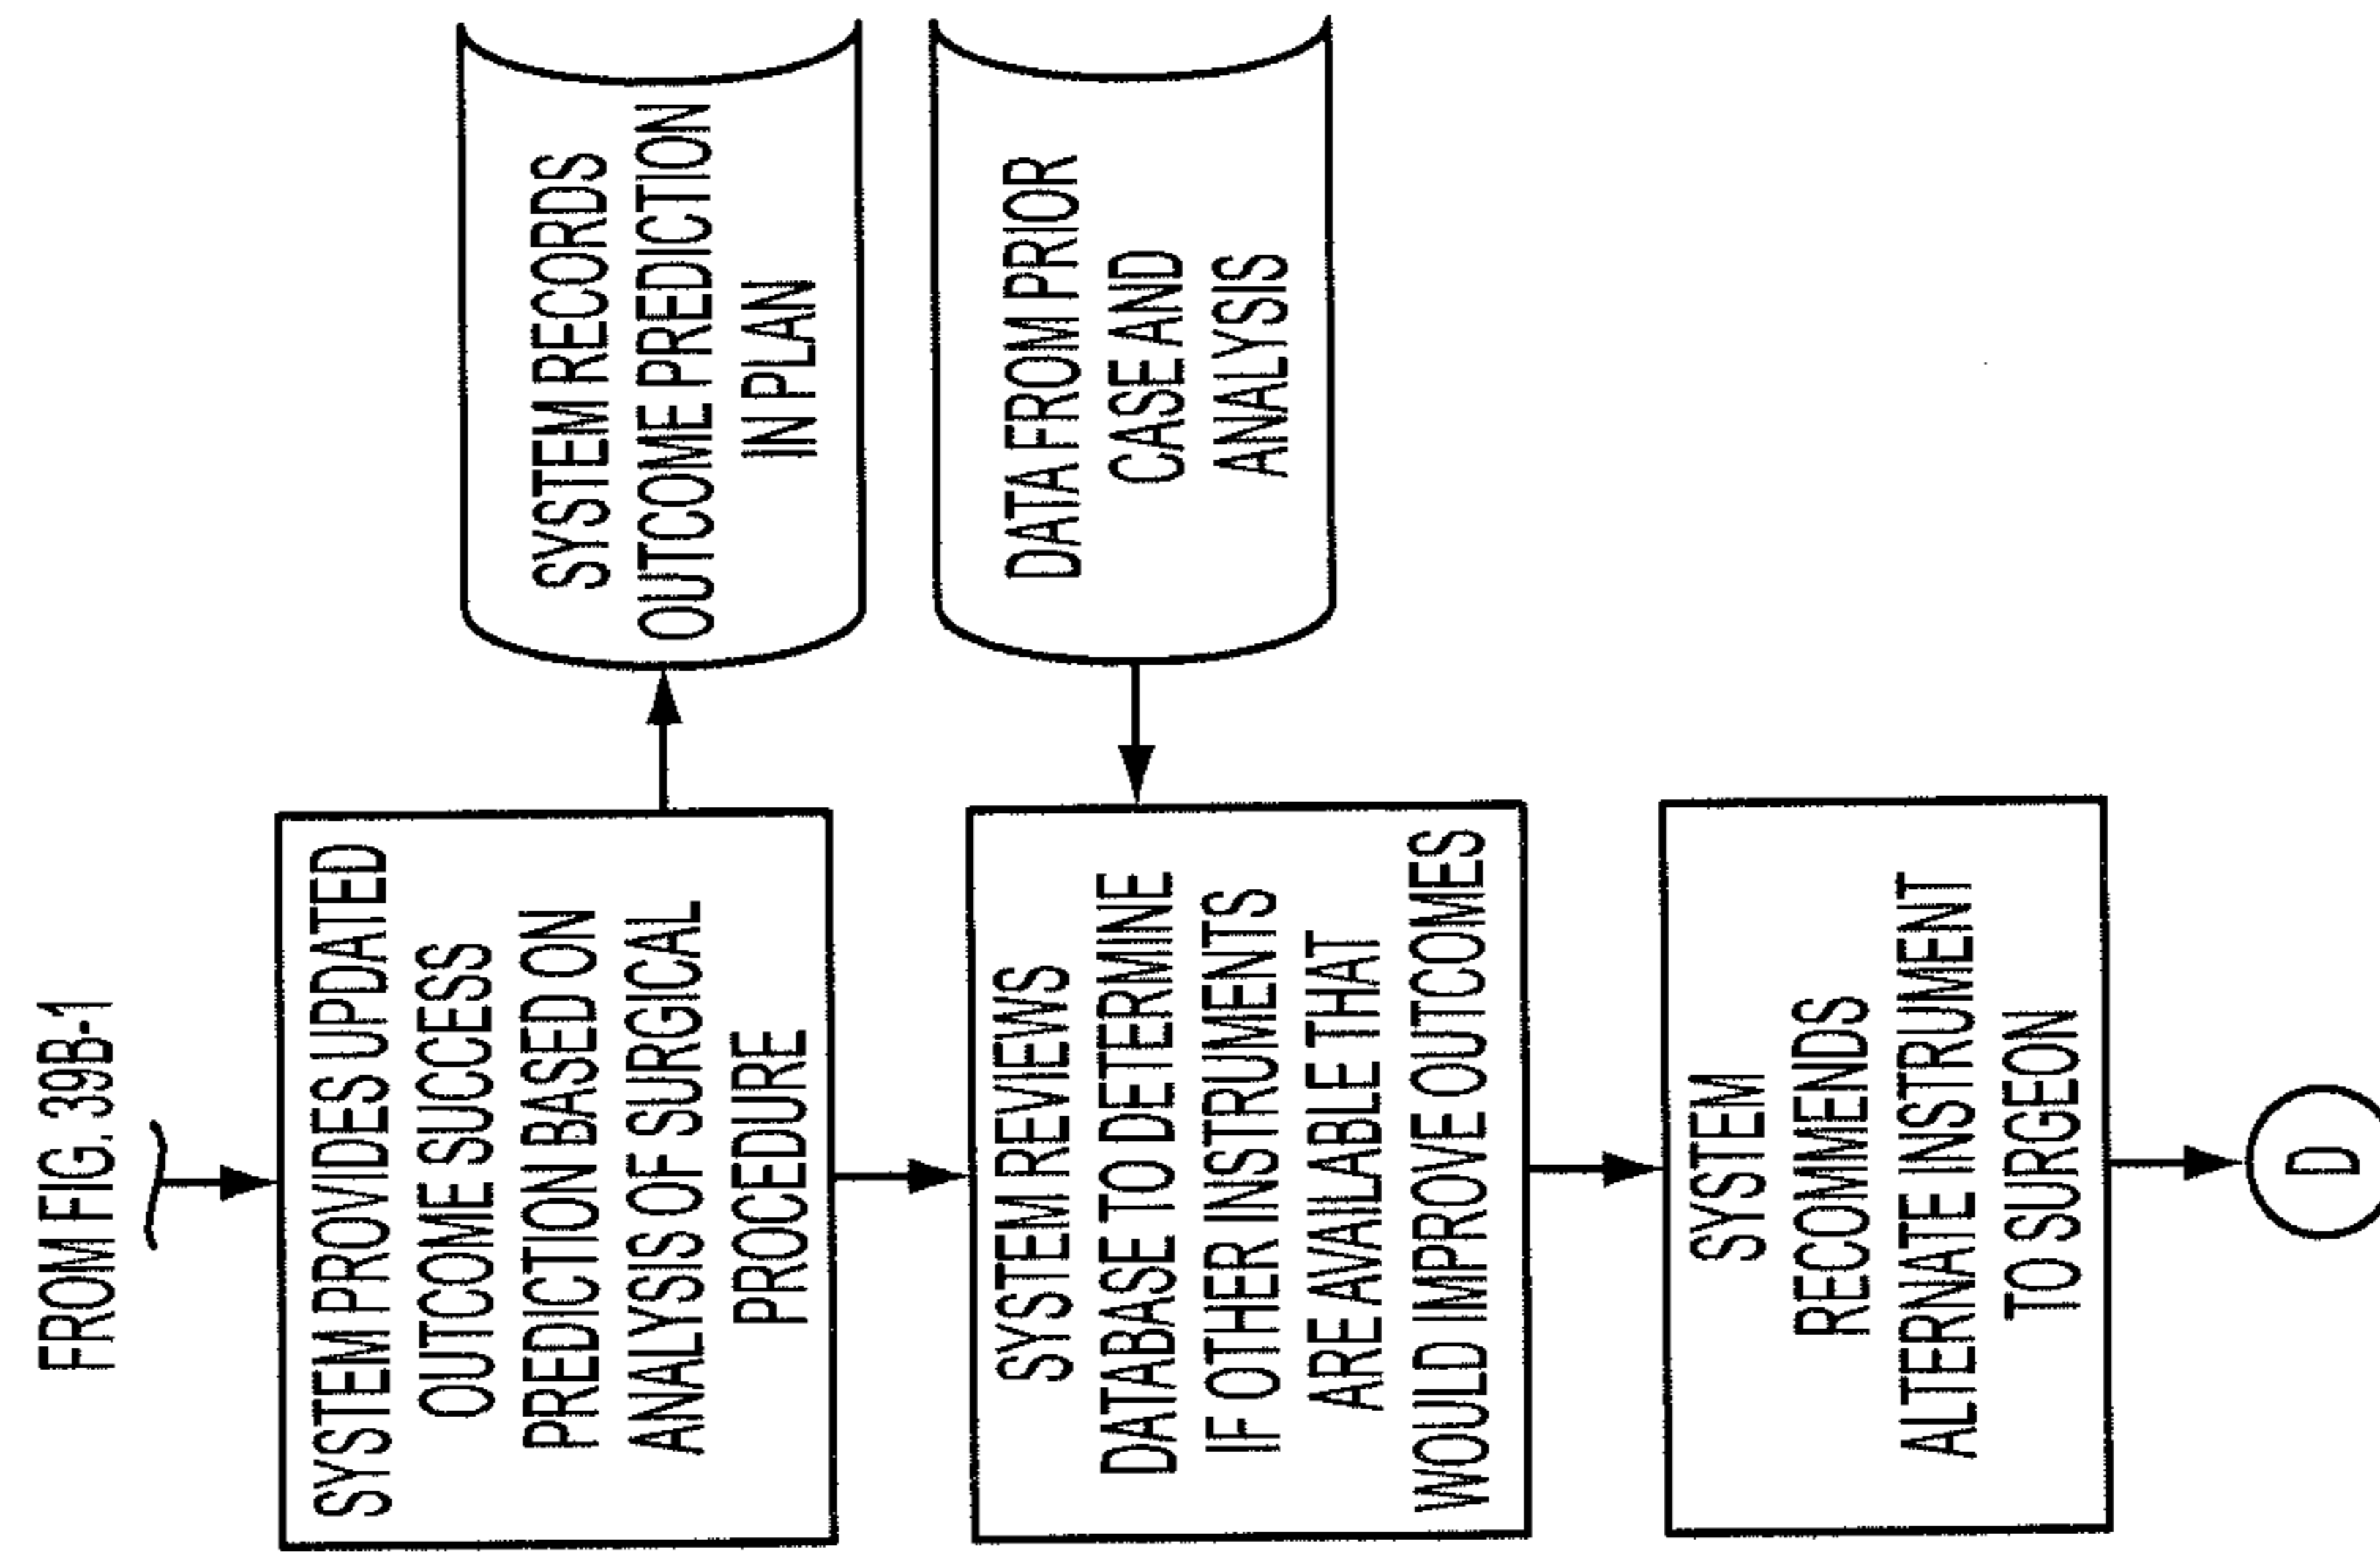 FROM FIG. 39B-1
SYSTEM PROVIDES UPDATED
OUTCOME SUCCESS
PREDICTION BASED ON
ANALYSIS OF SURGICAL
PROCEDURE
SYSTEM RECORDS
OUTCOME PREDICTION
IN PLAN
SYSTEM REVIEWS
DATABASE TO DETERMINE
IF OTHER INSTRUMENTS
ARE AVAILABLE THAT
WOULD IMPROVE OUTCOMES
DATA FROM PRIOR
CASE AND
ANALYSIS
SYSTEM
RECOMMENDS
ALTERNATE INSTRUMENT
TO SURGEON
D